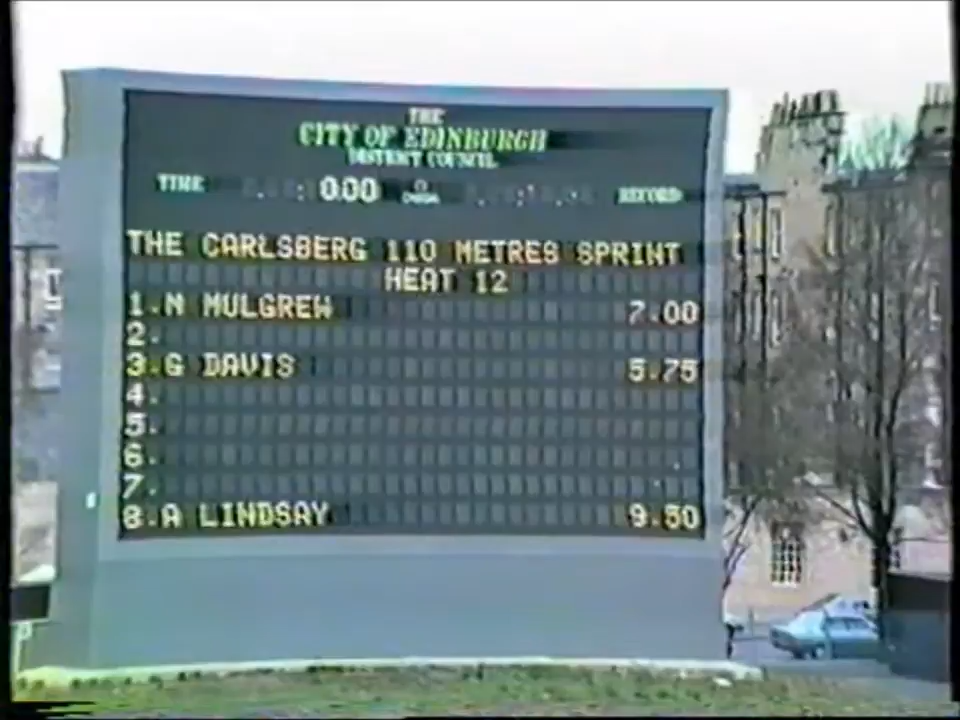 THE
CITY OF EDINBURGH
DISTRICT COUNCIL
TIME 0.00 RECORD
THE CARLSBERG 110 METRES SPRINT
HEAT 12
1.N MULGREW 7.00
2.
3.G DAVIS 5.75
4.
5.
6.
7.
8.A LINDSAY 9.50